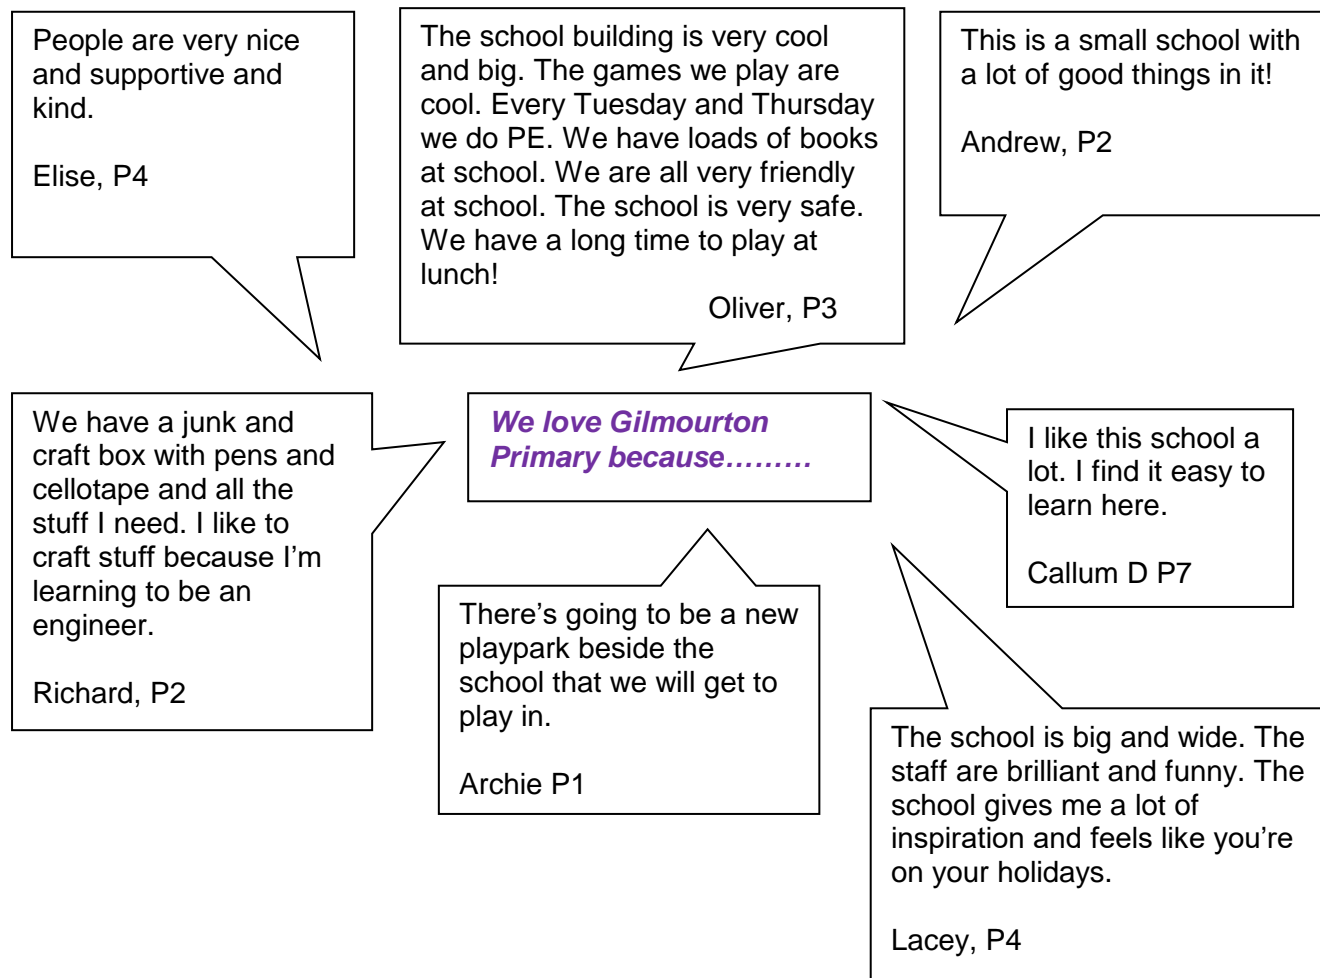 People are very nice
and supportive and
kind.
Elise, P4
The school building is very cool
and big. The games we play are
cool. Every Tuesday and Thursday
we do PE. We have loads of books
at school. We are all very friendly
at school. The school is very safe.
We have a long time to play at
lunch!
Oliver, P3
This is a small school with
a lot of good things in it!
Andrew, P2
We have a junk and
craft box with pens and
cellotape and all the
stuff I need. I like to
craft stuff because I’m
learning to be an
engineer.
Richard, P2
We love Gilmourton
Primary because………
I like this school a
lot. I find it easy to
learn here.
Callum D P7
There’s going to be a new
playpark beside the
school that we will get to
play in.
Archie P1
The school is big and wide. The
staff are brilliant and funny. The
school gives me a lot of
inspiration and feels like you’re
on your holidays.
Lacey, P4